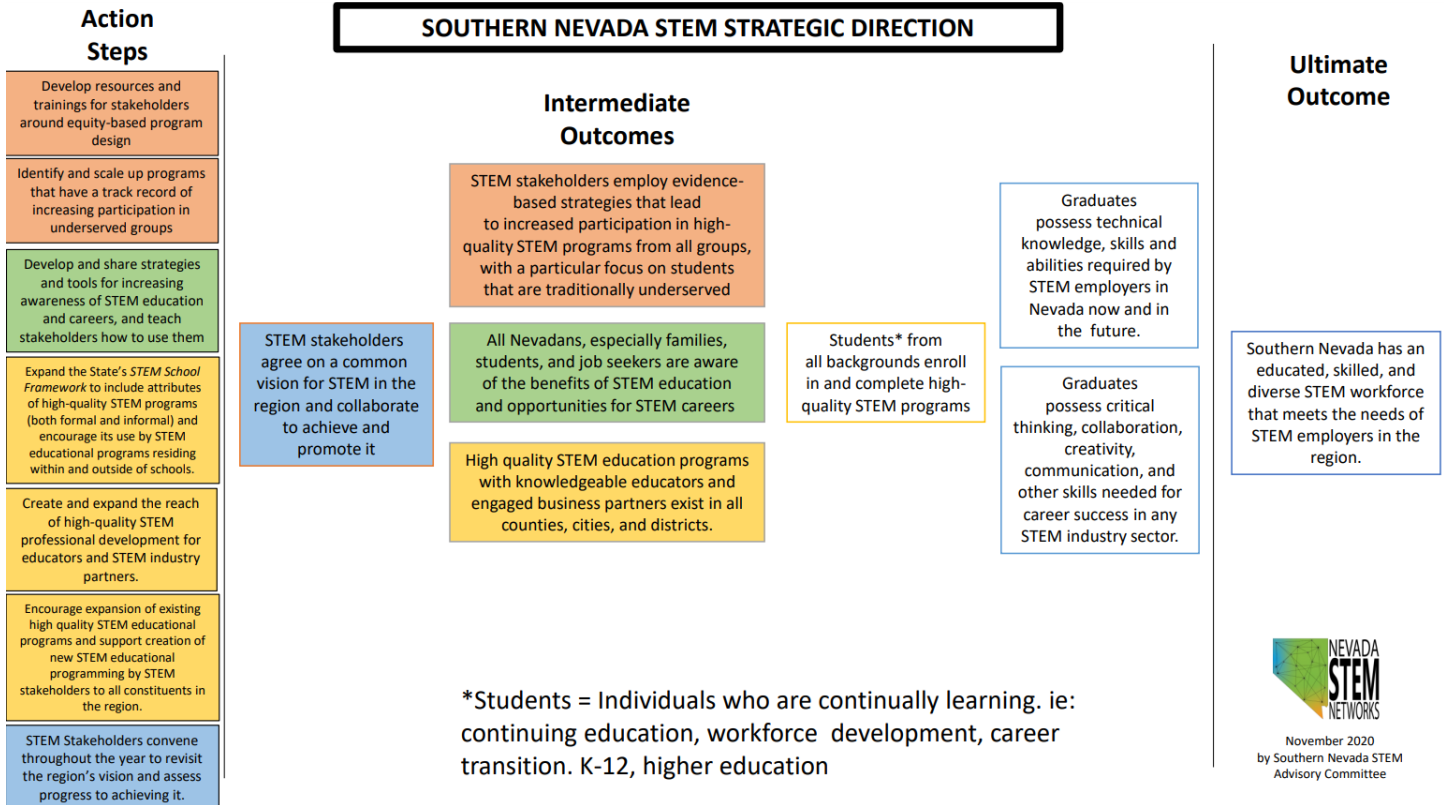 Action
Steps
SOUTHERN NEVADA STEM STRATEGIC DIRECTION
Ultimate
Outcome
Intermediate
Outcomes
Develop resources and
trainings for stakeholders
around equity-based program
design
Identify and scale up programs
that have a track record of
increasing participation in
underserved groups
Develop and share strategies
and tools for increasing
awareness of STEM education
and careers, and teach
stakeholders how to use them
Expand the State's STEM School
Framework to include attributes
of high-quality STEM programs
(both formal and informal) and
encourage its use by STEM
educational programs residing
within and outside of schools.
Create and expand the reach
of high-quality STEM
professional development for
educators and STEM industry
partners.
Encourage expansion of existing
high quality STEM educational
programs and support creation of
new STEM educational
programming by STEM
stakeholders to all constituents in
the region.
STEM Stakeholders convene
throughout the year to revisit
the region's vision and assess
progress to achieving it.
STEM stakeholders
agree on a common
vision for STEM in the
region and collaborate
to achieve and
promote it
STEM stakeholders employ evidence-
based strategies that lead
to increased participation in high-
quality STEM programs from all groups,
with a particular focus on students
that are traditionally underserved
All Nevadans, especially families,
students, and job seekers are aware
of the benefits of STEM education
and opportunities for STEM careers
High quality STEM education programs
with knowledgeable educators and
engaged business partners exist in all
counties, cities, and districts.
Students* from
all backgrounds enroll
in and complete high-
quality STEM programs
Graduates
possess technical
knowledge, skills and
abilities required by
STEM employers in
Nevada now and in
the future.
Graduates
possess critical
thinking, collaboration,
creativity,
communication, and
other skills needed for
career success in any
STEM industry sector.
Southern Nevada has an
educated, skilled, and
diverse STEM workforce
that meets the needs of
STEM employers in the
region.
*Students = Individuals who are continually learning. ie:
continuing education, workforce development, career
transition. K-12, higher education
NEVADA
STEM
NETWORKS
November 2020
by Southern Nevada STEM
Advisory Committee